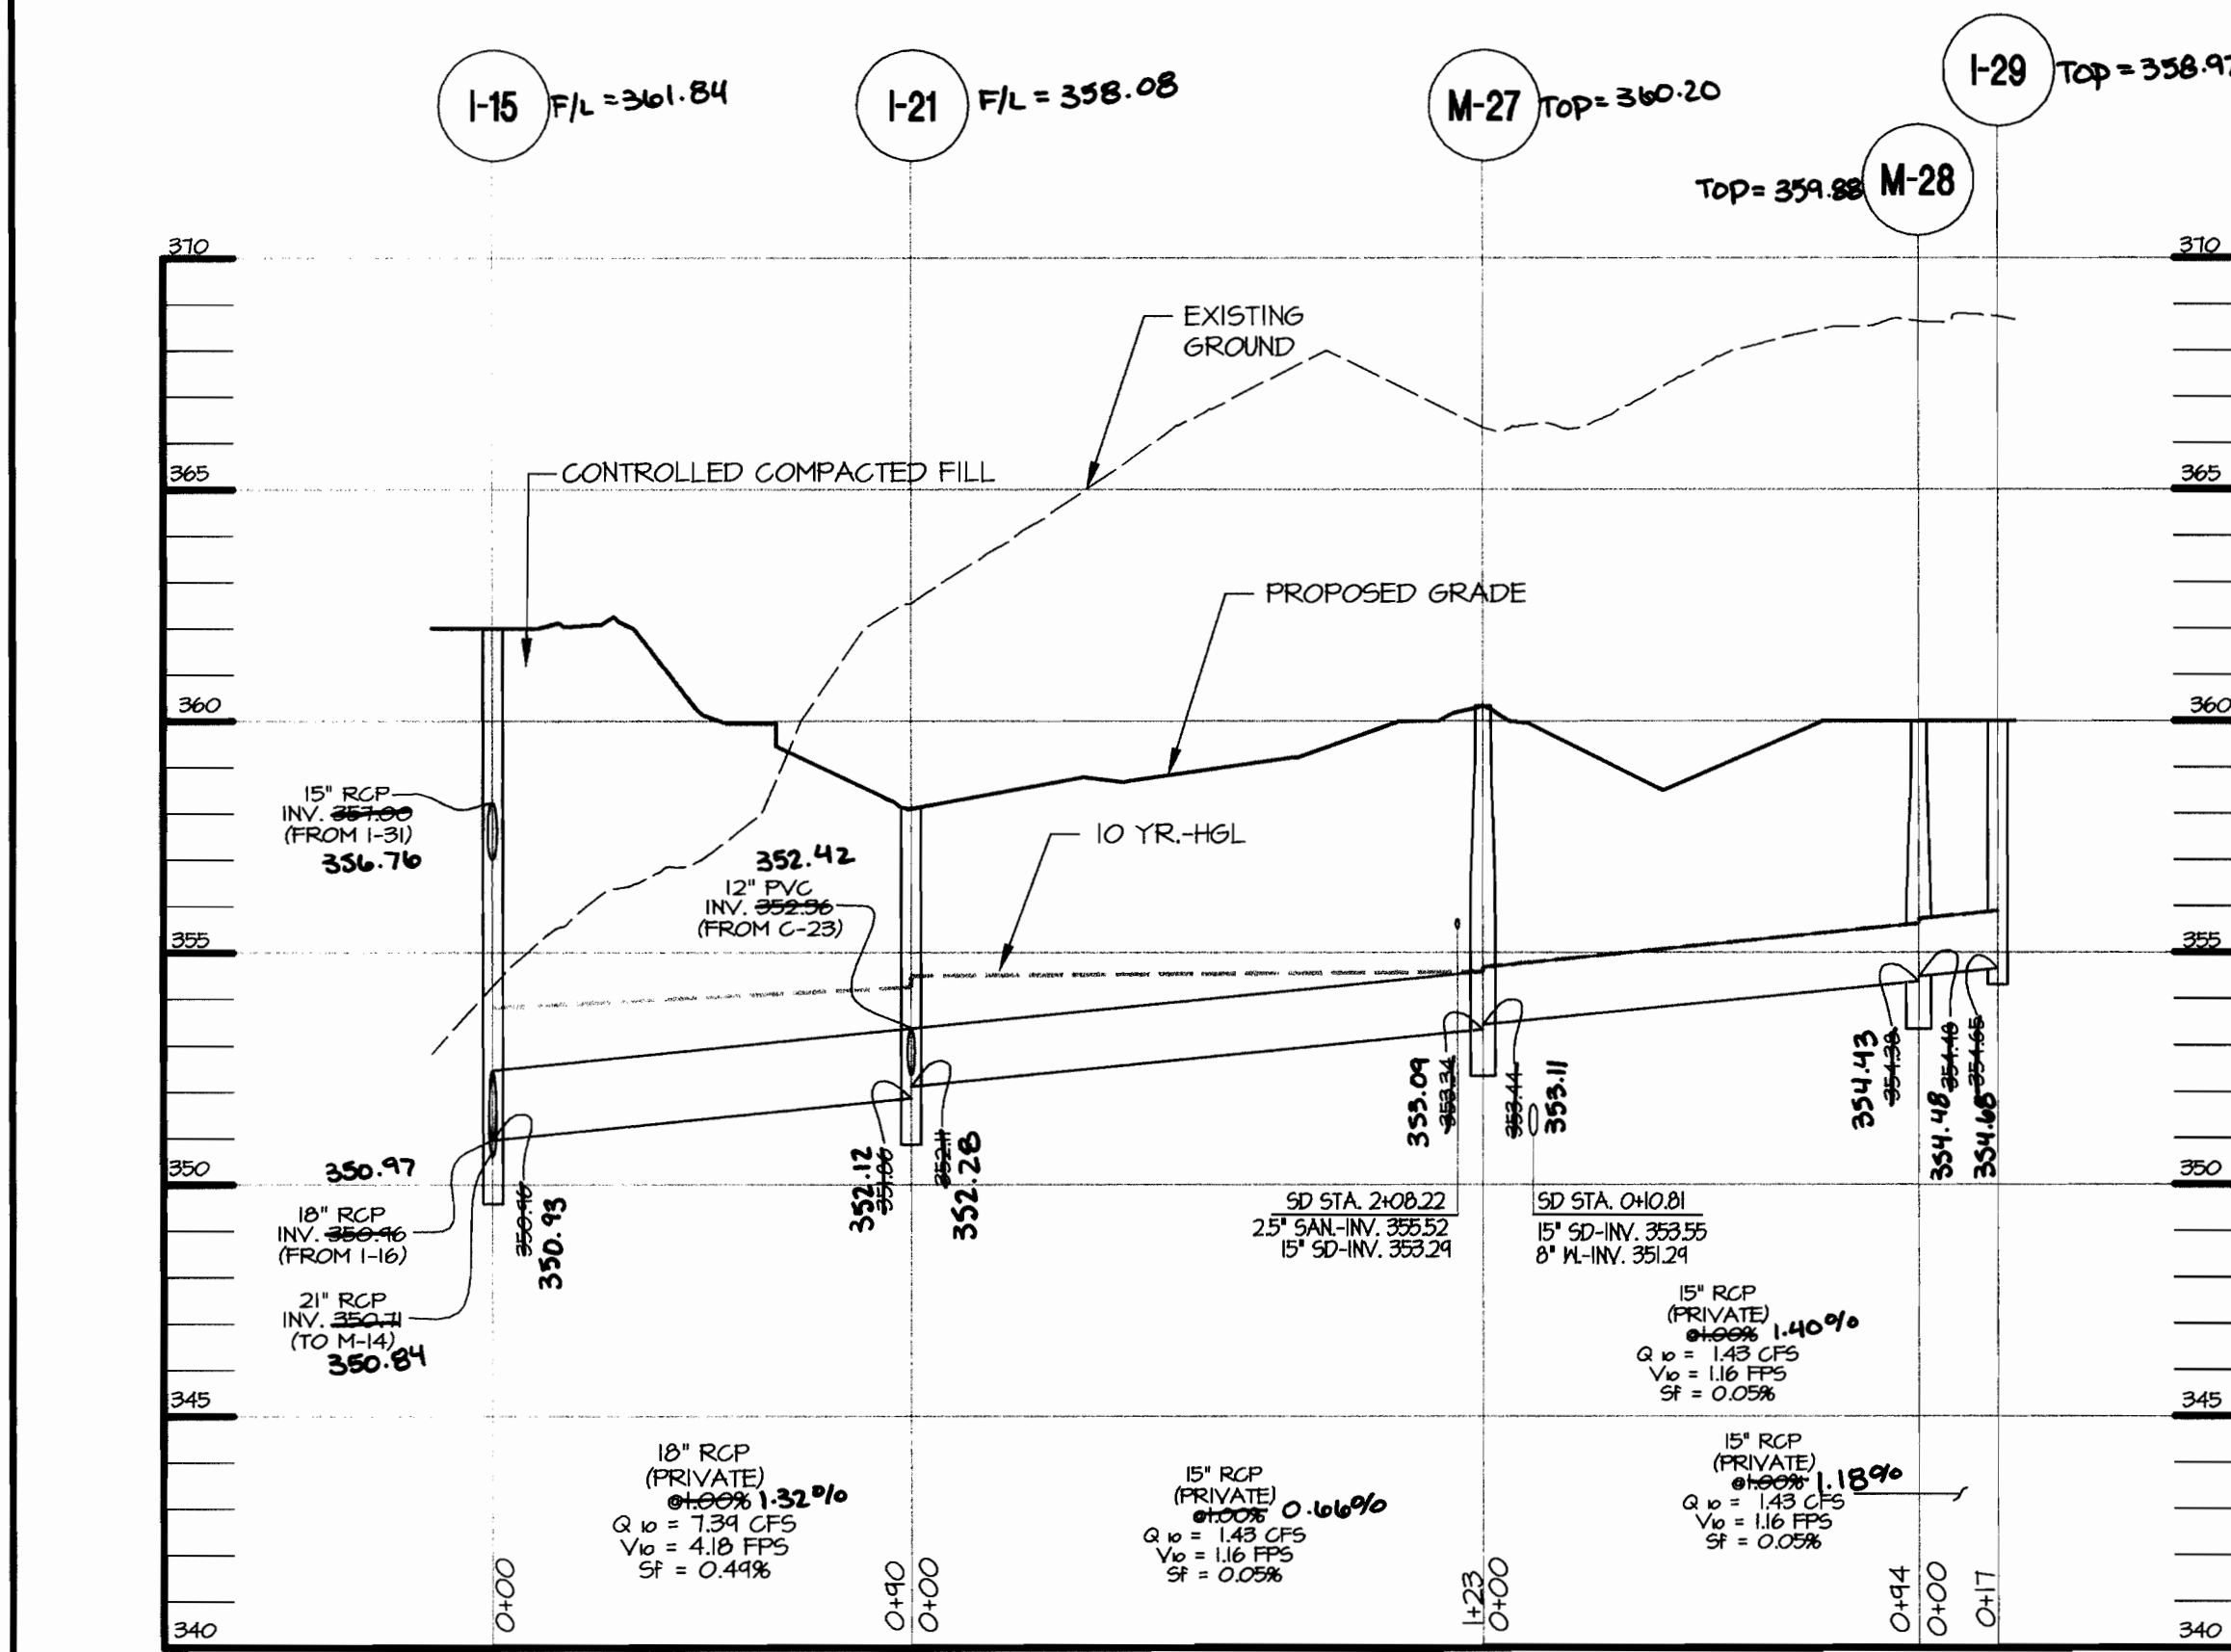 I-15 F/L = 361.84
I-21 F/L = 358.08
M-27 TOP = 360.20
I-29 TOP = 358.97
TOP = 359.88 M-28
370
370
EXISTING
GROUND
365
CONTROLLED COMPACTED FILL
365
PROPOSED GRADE
360
360
15" RCP
INV. 357.00
(FROM I-31)
356.76
10 YR.-HGL
352.42
12" PVC
INV. 352.36
(FROM C-23)
355
355
350.97
18" RCP
INV. 350.96
(FROM I-16)
21" RCP
INV. 350.71
(TO M-14)
350.84
350.96
350.93
352.12
351.86
352.11
352.28
353.09
353.34
353.44
353.11
354.43
354.38
354.48
354.48
354.65
354.68
350
350
SD STA. 2+08.22
2.5" SAN.-INV. 355.52
15" SD-INV. 353.29
SD STA. 0+10.81
15" SD-INV. 353.55
8" W.-INV. 351.29
15" RCP
(PRIVATE)
@1.00% 1.40%
Q10 = 1.43 CFS
V10 = 1.16 FPS
Sf = 0.05%
345
345
18" RCP
(PRIVATE)
@1.00% 1.32%
Q10 = 7.39 CFS
V10 = 4.18 FPS
Sf = 0.49%
15" RCP
(PRIVATE)
@1.00% 0.66%
Q10 = 1.43 CFS
V10 = 1.16 FPS
Sf = 0.05%
15" RCP
(PRIVATE)
@1.00% 1.18%
Q10 = 1.43 CFS
V10 = 1.16 FPS
Sf = 0.05%
0+00
0+90
0+00
1+23
0+00
0+94
0+00
0+17
340
340